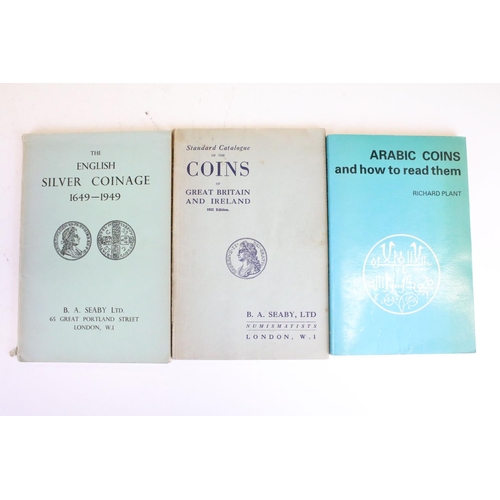 THE
ENGLISH
SILVER COINAGE
1649—1949
B. A. SEABY LTD.
65 GREAT PORTLAND STREET
LONDON, W.1
Standard Catalogue
OF THE
COINS
OF
GREAT BRITAIN
AND IRELAND
B. A. SEABY, LTD
NUMISMATISTS
LONDON, W.1
ARABIC COINS
and how to read them
RICHARD PLANT